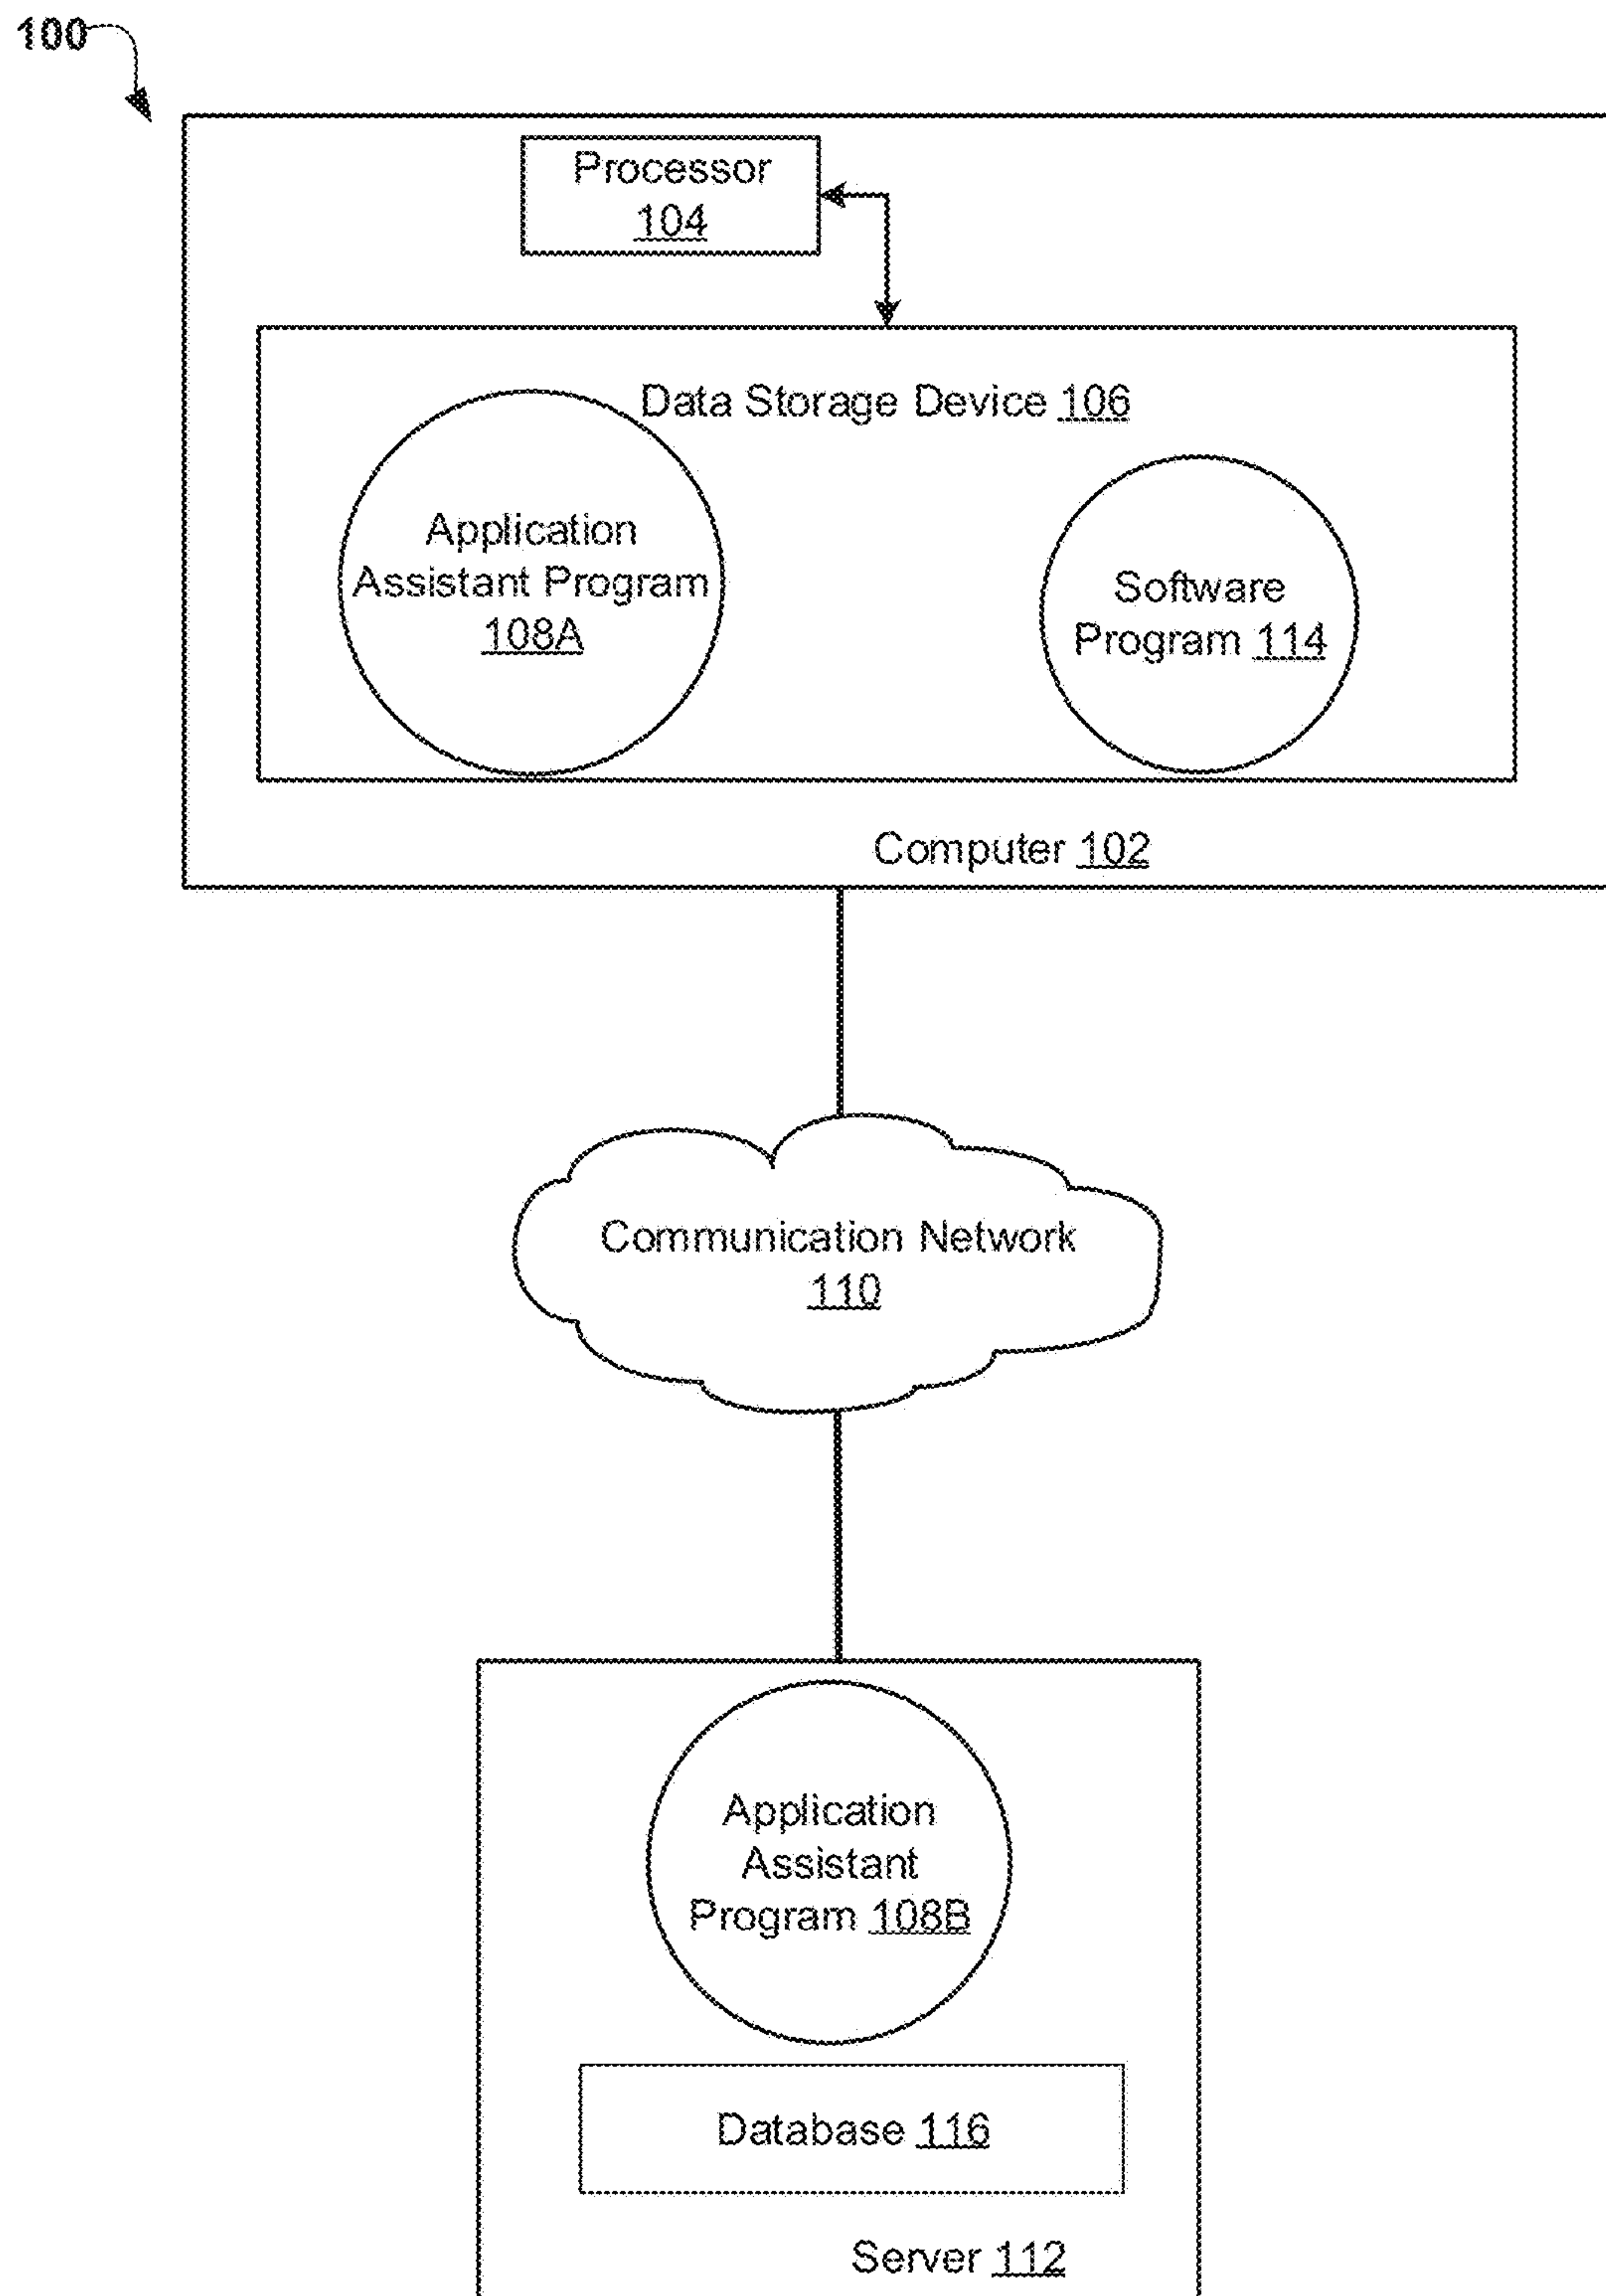 100
Processor
104
Data Storage Device 106
Application
Assistant Program
108A
Software
Program 114
Computer 102
Communication Network
110
Application
Assistant
Program 108B
Database 116
Server 112